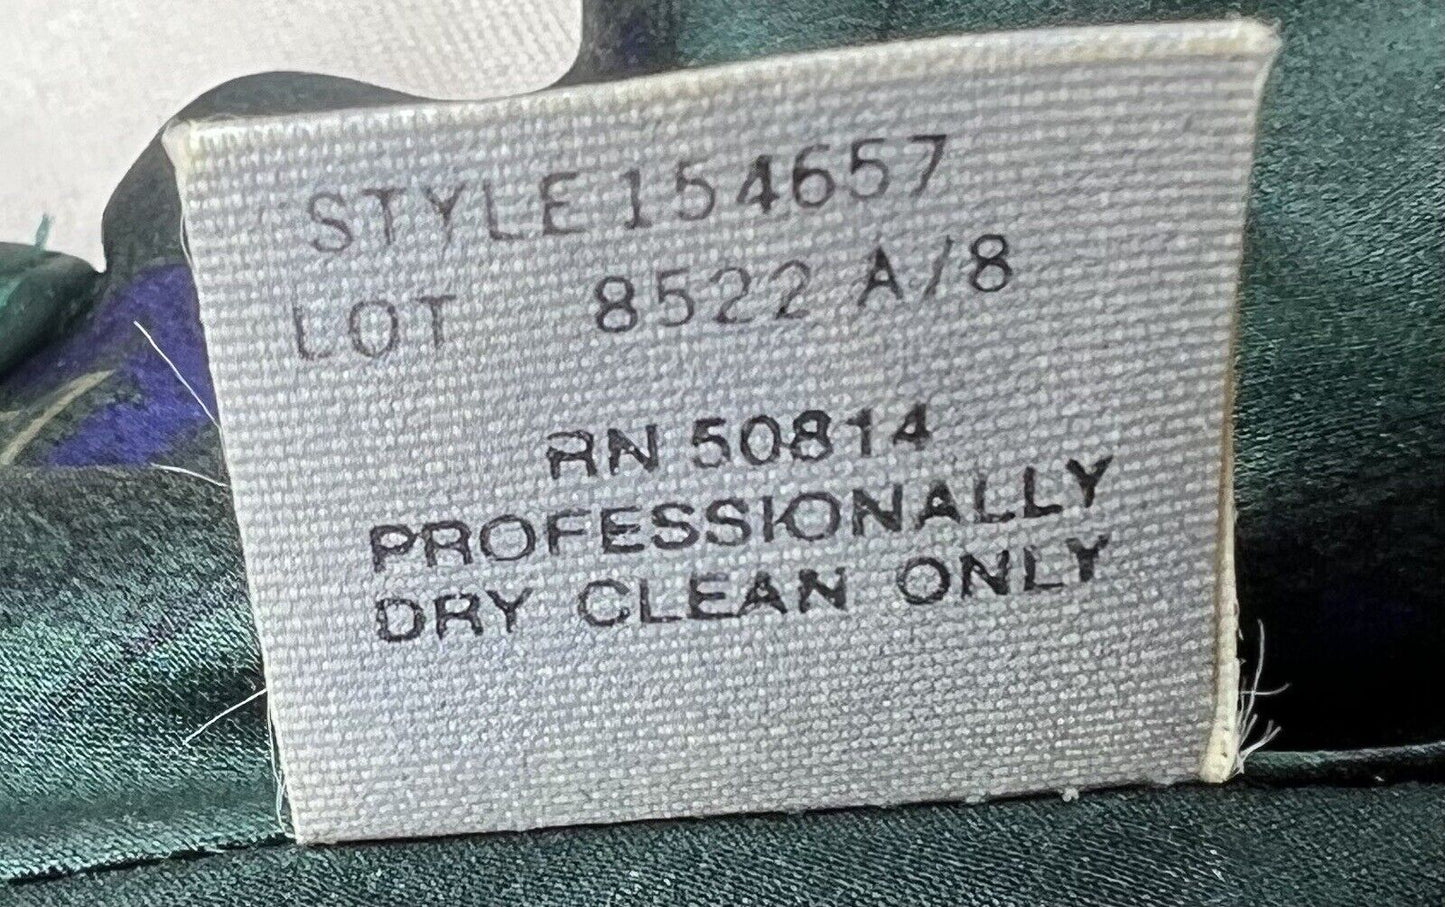 STYLE 154657
LOT 8522 A/8
RN 50814
PROFESSIONALLY
DRY CLEAN ONLY